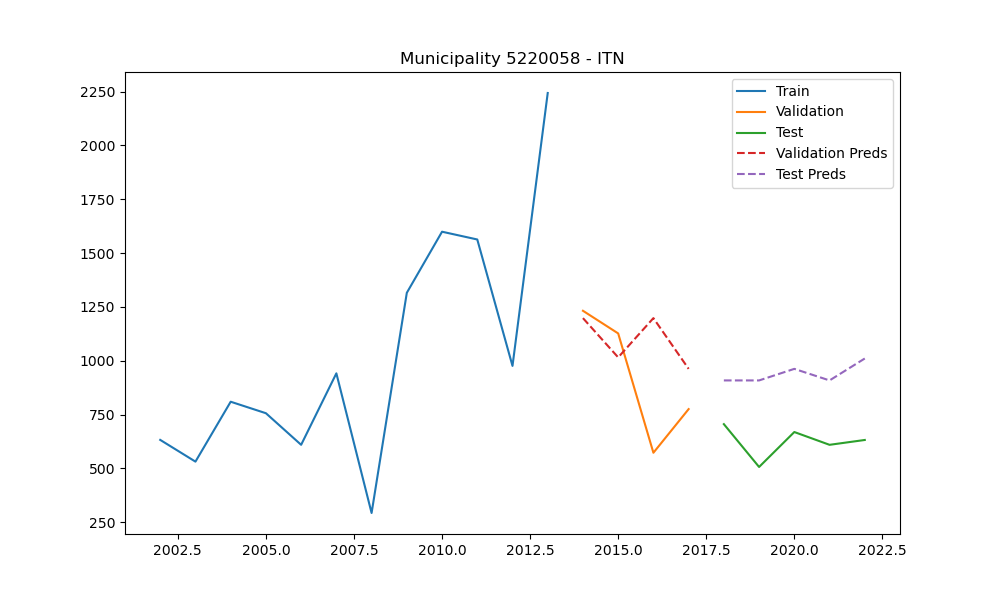 Municipality 5220058 - ITN
Train
Validation
Test
Validation Preds
Test Preds
2250
2000
1750
1500
1250
1000
750
500
250
2002.5 2005.0 2007.5 2010.0 2012.5 2015.0 2017.5 2020.0 2022.5